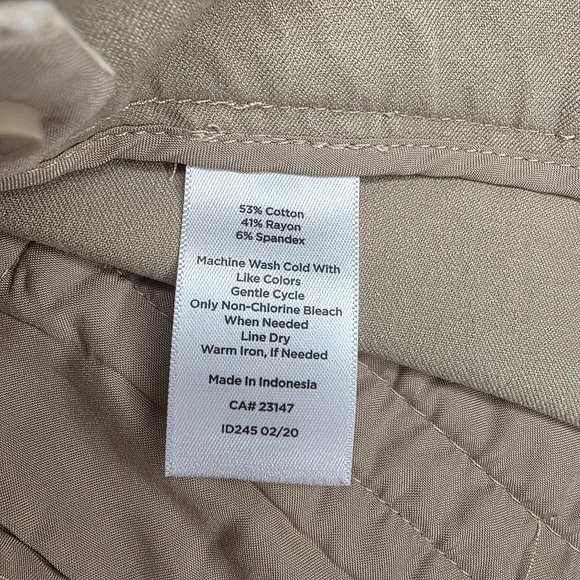 53% Cotton
41% Rayon
6% Spandex
Machine Wash Cold With
Like Colors
Gentle Cycle
Only Non-Chlorine Bleach
When Needed
Line Dry
Warm Iron, If Needed
Made In Indonesia
CA# 23147
ID245 02/20